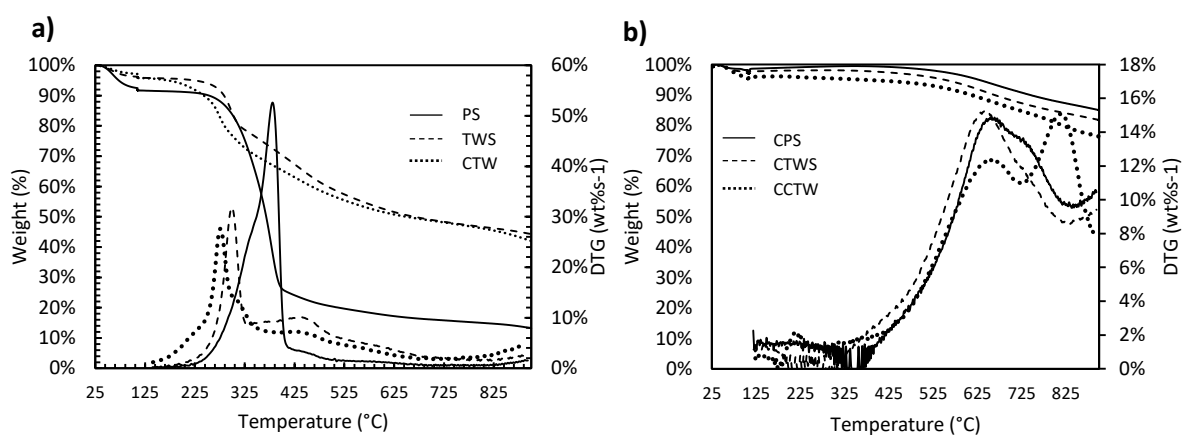 a)
100%
90%
80%
70%
60%
50%
40%
30%
20%
10%
0%
Weight (%)
60%
50%
40%
30%
20%
10%
0%
DTG (wt%s-1)
PS
TWS
CTW
25 125 225 325 425 525 625 725 825
Temperature (°C)
b)
100%
90%
80%
70%
60%
50%
40%
30%
20%
10%
0%
Weight (%)
18%
16%
14%
12%
10%
8%
6%
4%
2%
0%
DTG (wt%s-1)
CPS
CTWS
CCTW
25 125 225 325 425 525 625 725 825
Temperature (°C)